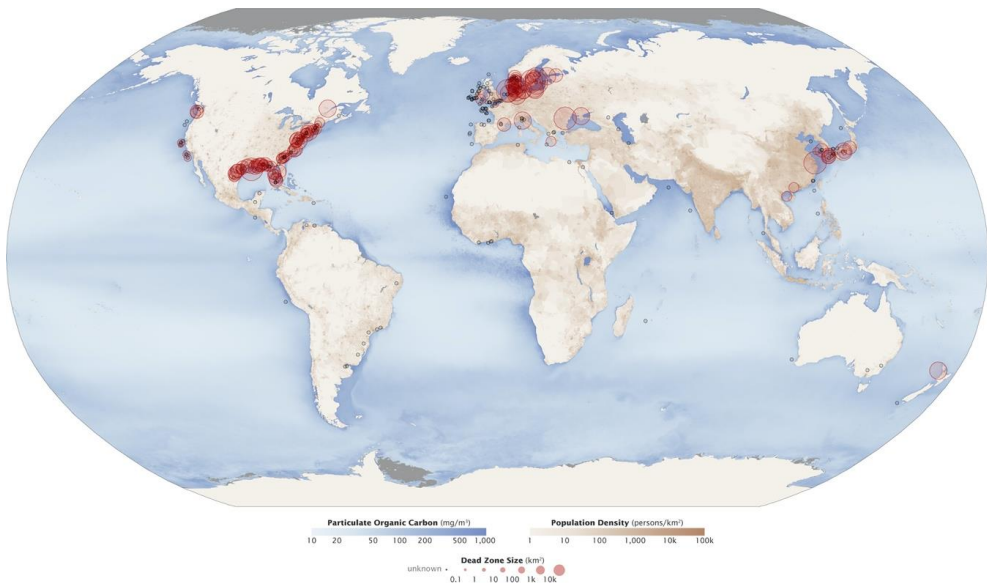 Particulate Organic Carbon (mg/m³)
10 20 50 100 200 500 1,000
Population Density (persons/km²)
1 10 100 1,000 10k 100k
Dead Zone Size (km²)
unknown
0.1 1 10 100 1k 10k